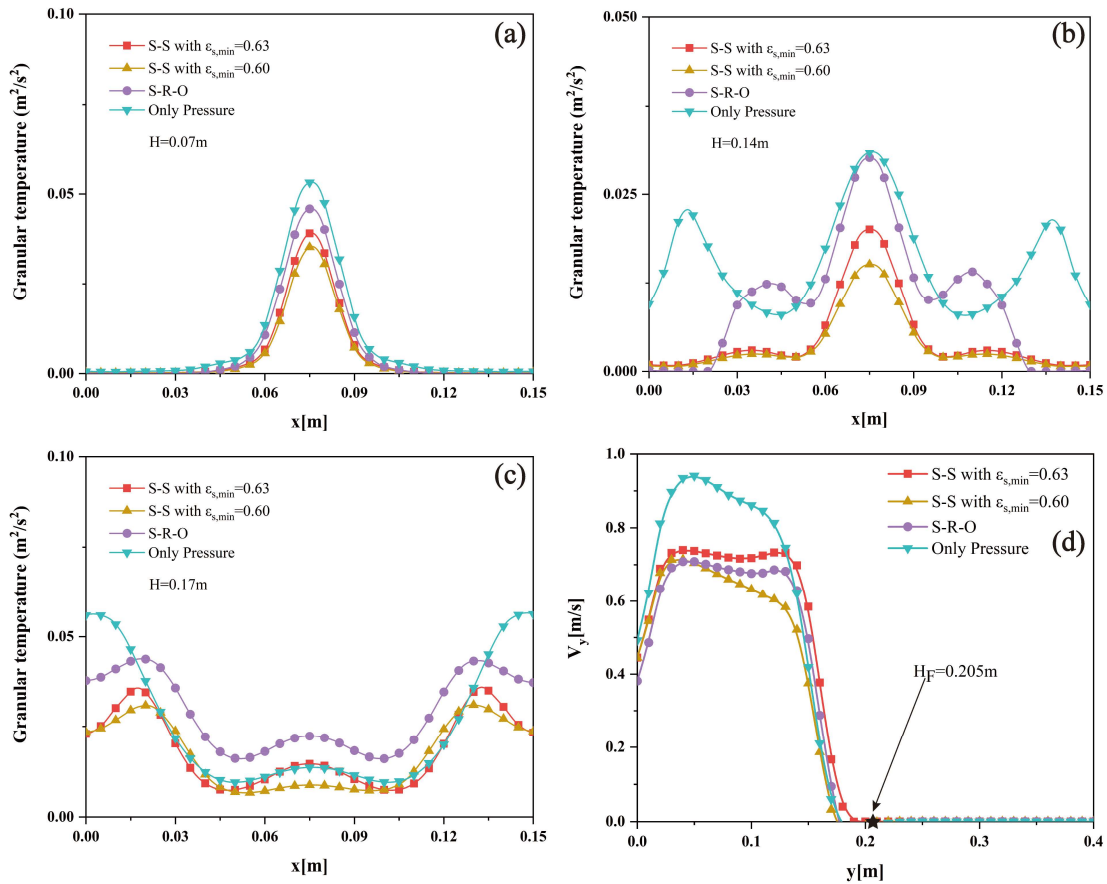 (a)
0.10
0.05
0.00
Granular temperature (m²/s²)
S-S with εs,min=0.63
S-S with εs,min=0.60
S-R-O
Only Pressure
H=0.07m
0.00 0.03 0.06 0.09 0.12 0.15
x[m]
(b)
0.050
0.025
0.000
Granular temperature (m²/s²)
S-S with εs,min=0.63
S-S with εs,min=0.60
S-R-O
Only Pressure
H=0.14m
0.00 0.03 0.06 0.09 0.12 0.15
x[m]
(c)
0.10
0.05
0.00
Granular temperature (m²/s²)
S-S with εs,min=0.63
S-S with εs,min=0.60
S-R-O
Only Pressure
H=0.17m
0.00 0.03 0.06 0.09 0.12 0.15
x[m]
1.0
0.8
0.6
0.4
0.2
0.0
Vy[m/s]
S-S with εs,min=0.63
S-S with εs,min=0.60
S-R-O
Only Pressure
(d)
HF=0.205m
0.0 0.1 0.2 0.3 0.4
y[m]